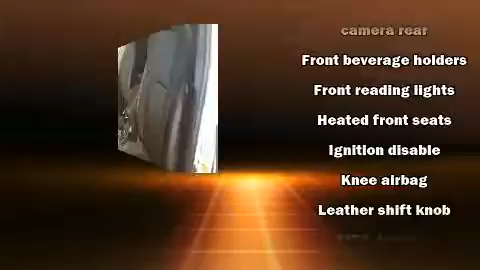 camera rear
Front beverage holders
Front reading lights
Heated front seats
Ignition disable
Knee airbag
Leather shift knob